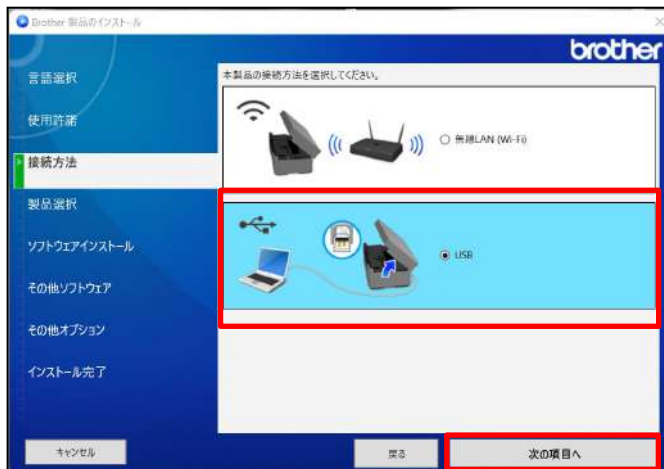 Brother 製品のインストール
brother
言語選択
使用許諾
接続方法
製品選択
ソフトウェアインストール
その他ソフトウェア
その他オプション
インストール完了
本製品の接続方法を選択してください。
無線LAN (Wi-Fi)
USB
キャンセル
戻る
次の項目へ